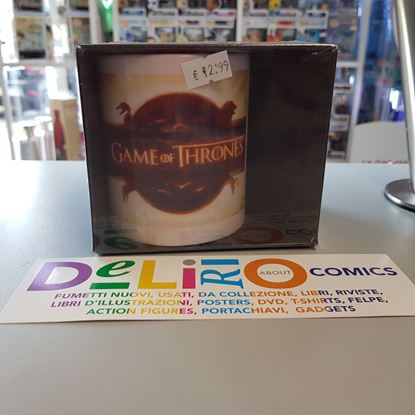 € 12.99
GAME OF THRONES
DELIRIO ABOUT COMICS
FUMETTI NUOVI, USATI, DA COLLEZIONE, LIBRI, RIVISTE,
LIBRI D'ILLUSTRAZIONI, POSTERS, DVD, T-SHIRTS, FELPE,
ACTION FIGURES, PORTACHIAVI, GADGETS